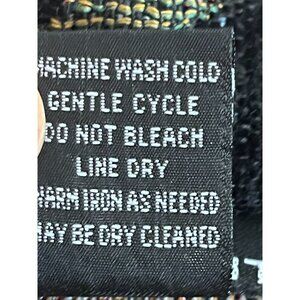 MACHINE WASH COLD
GENTLE CYCLE
DO NOT BLEACH
LINE DRY
WARM IRON AS NEEDED
MAY BE DRY CLEANED